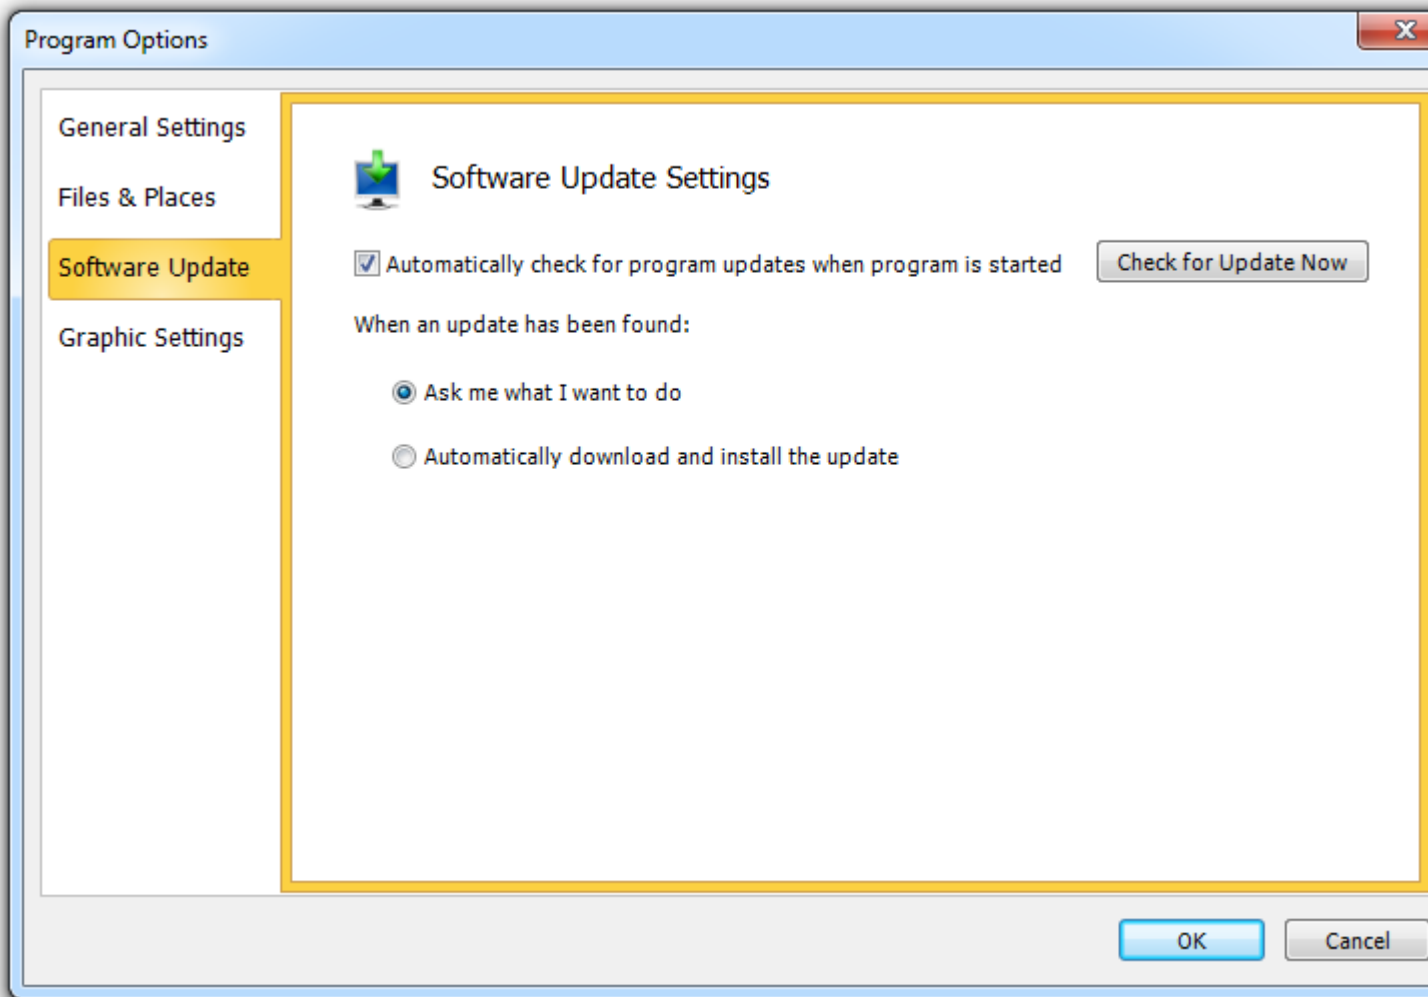 Program Options
General Settings
Files & Places
Software Update
Graphic Settings
Software Update Settings
Automatically check for program updates when program is started
Check for Update Now
When an update has been found:
Ask me what I want to do
Automatically download and install the update
OK
Cancel